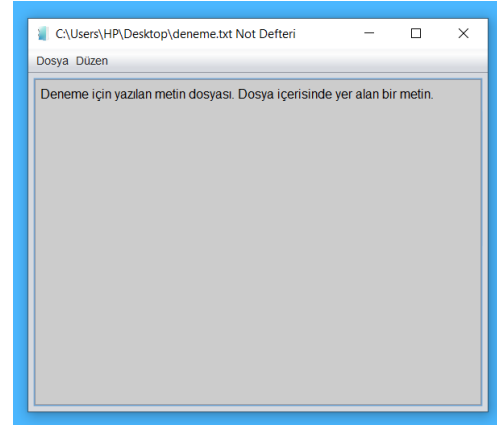 C:\Users\HP\Desktop\deneme.txt Not Defteri
Dosya Düzen
Deneme için yazılan metin dosyası. Dosya içerisinde yer alan bir metin.